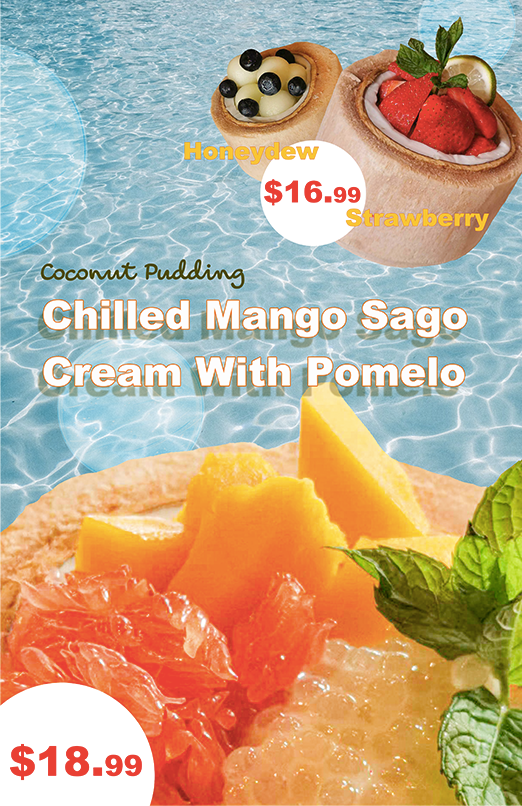 Honeydew
$16.99
Strawberry
Coconut Pudding
Chilled Mango Sago
Cream With Pomelo
$18.99